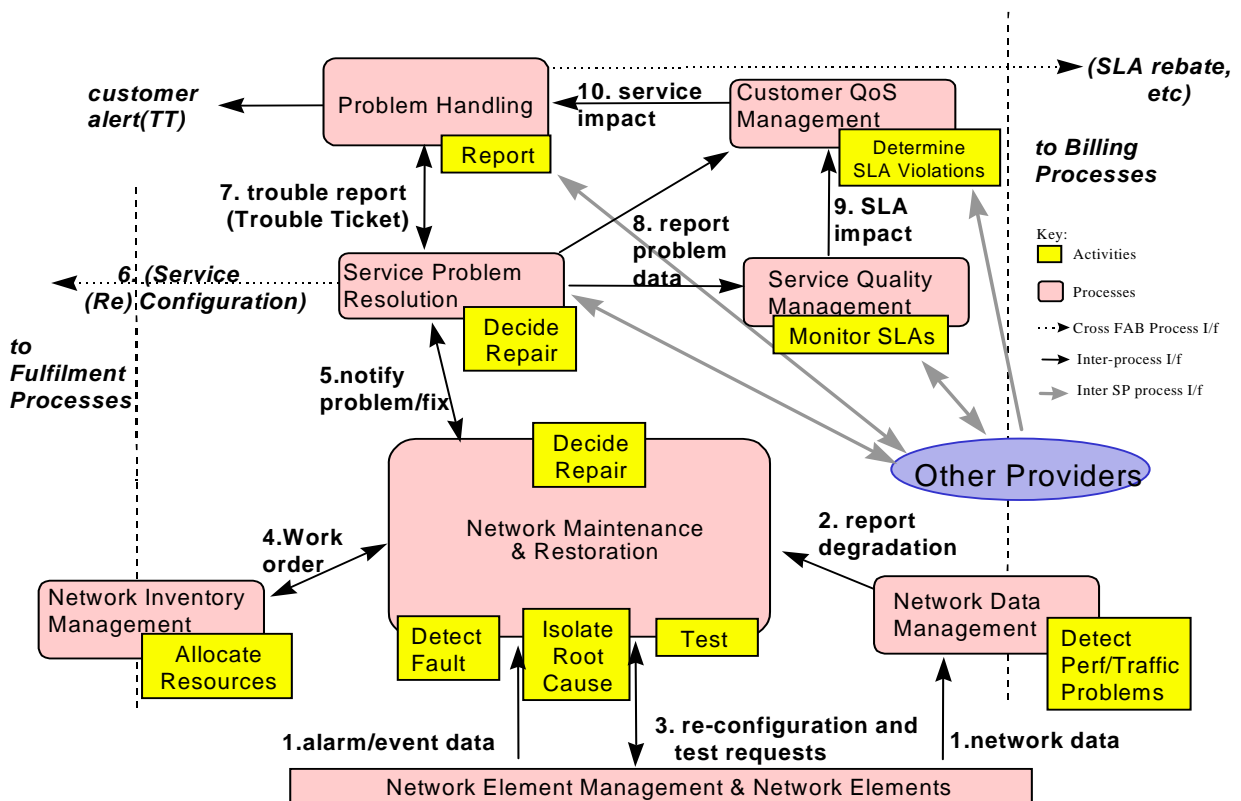 (SLA rebate,
etc)
customer
alert(TT)
Problem Handling
Report
10. service
impact
Customer QoS
Management
Determine
SLA Violations
to Billing
Processes
7. trouble report
(Trouble Ticket)
8. report
problem
data
9. SLA
impact
Key:
Activities
Processes
Cross FAB Process I/f
Inter-process I/f
Inter SP process I/f
6. (Service
(Re) Configuration)
Service Problem
Resolution
Decide
Repair
Service Quality
Management
Monitor SLAs
to
Fulfilment
Processes
5.notify
problem/fix
Decide
Repair
Other Providers
Network Maintenance
& Restoration
4.Work
order
2. report
degradation
Network Inventory
Management
Allocate
Resources
Detect
Fault
Isolate
Root
Cause
Test
Network Data
Management
Detect
Perf/Traffic
Problems
1.alarm/event data
3. re-configuration and
test requests
1.network data
Network Element Management & Network Elements